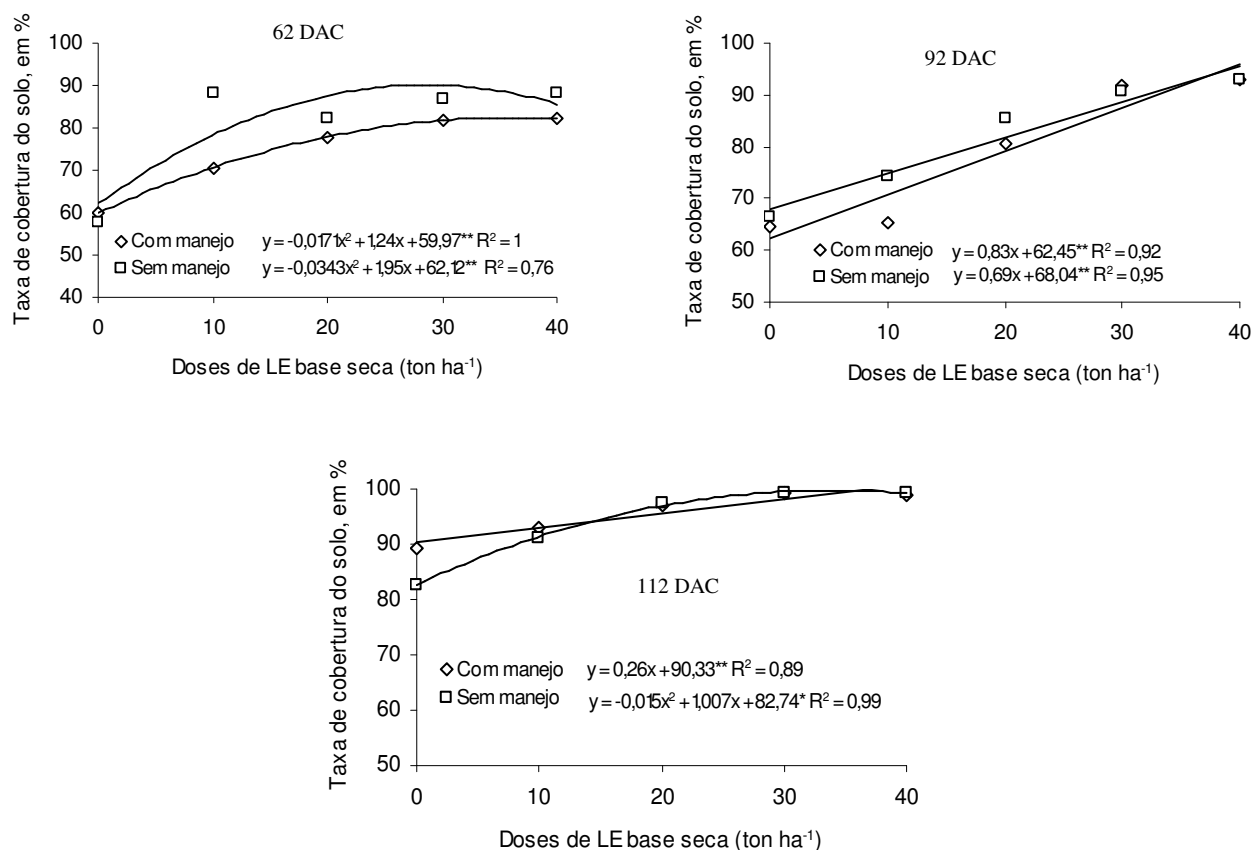 62 DAC
Taxa de cobertura do solo, em %
100
90
80
70
60
50
40
Com manejo y = -0,0171x² + 1,24x + 59,97** R² = 1
Sem manejo y = -0,0343x² + 1,95x + 62,12** R² = 0,76
0 10 20 30 40
Doses de LE base seca (ton ha⁻¹)
92 DAC
Taxa de cobertura do solo, em %
100
90
80
70
60
50
Com manejo y = 0,83x + 62,45** R² = 0,92
Sem manejo y = 0,69x + 68,04** R² = 0,95
0 10 20 30 40
Doses de LE base seca (ton ha⁻¹)
112 DAC
Taxa de cobertura do solo, em %
100
90
80
70
60
50
Com manejo y = 0,26x + 90,33** R² = 0,89
Sem manejo y = -0,015x² + 1,007x + 82,74* R² = 0,99
0 10 20 30 40
Doses de LE base seca (ton ha⁻¹)